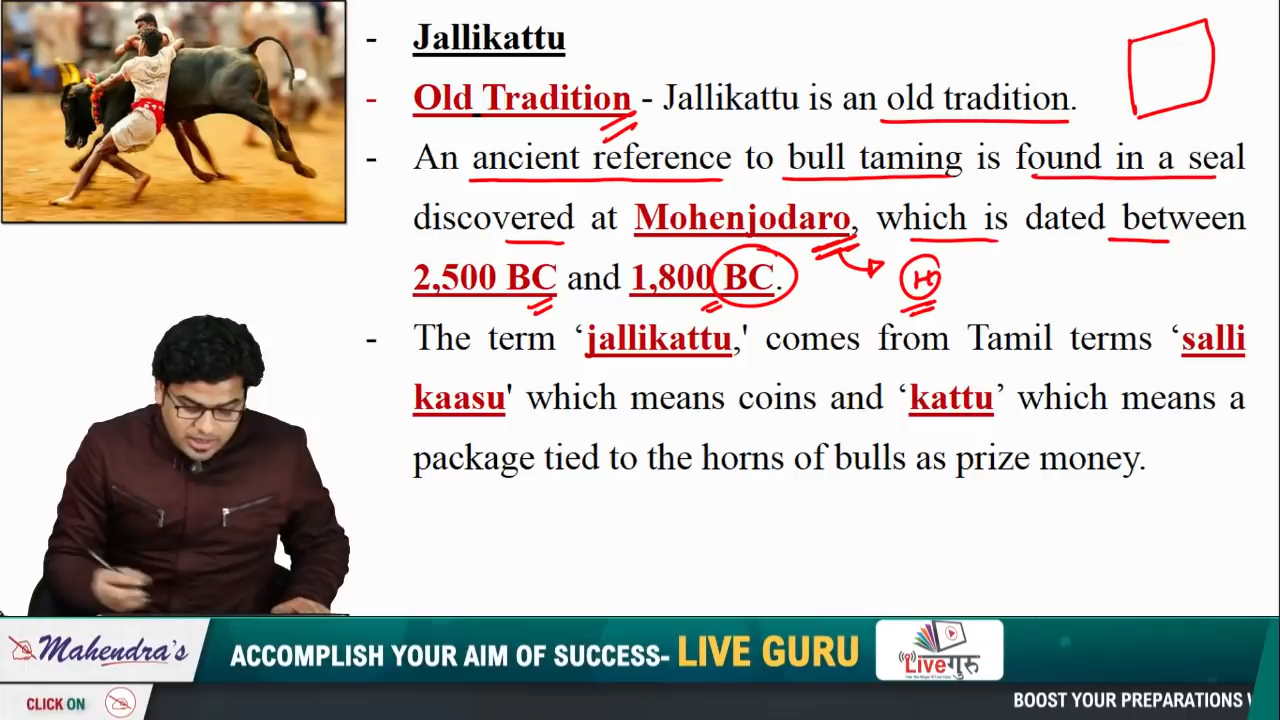 - Jallikattu
- Old Tradition - Jallikattu is an old tradition.
- An ancient reference to bull taming is found in a seal
discovered at Mohenjodaro, which is dated between
2,500 BC and 1,800 BC.
H
- The term ‘jallikattu,' comes from Tamil terms ‘salli
kaasu' which means coins and ‘kattu’ which means a
package tied to the horns of bulls as prize money.
Mahendra's
ACCOMPLISH YOUR AIM OF SUCCESS- LIVE GURU
Liveगुरु
CLICK ON
BOOST YOUR PREPARATIONS